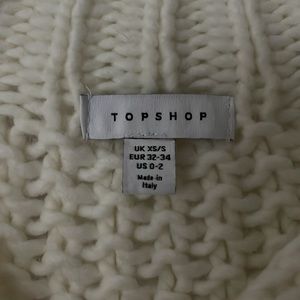 TOPSHOP
UK XS/S
EUR 32-34
US 0-2
Made in
Italy